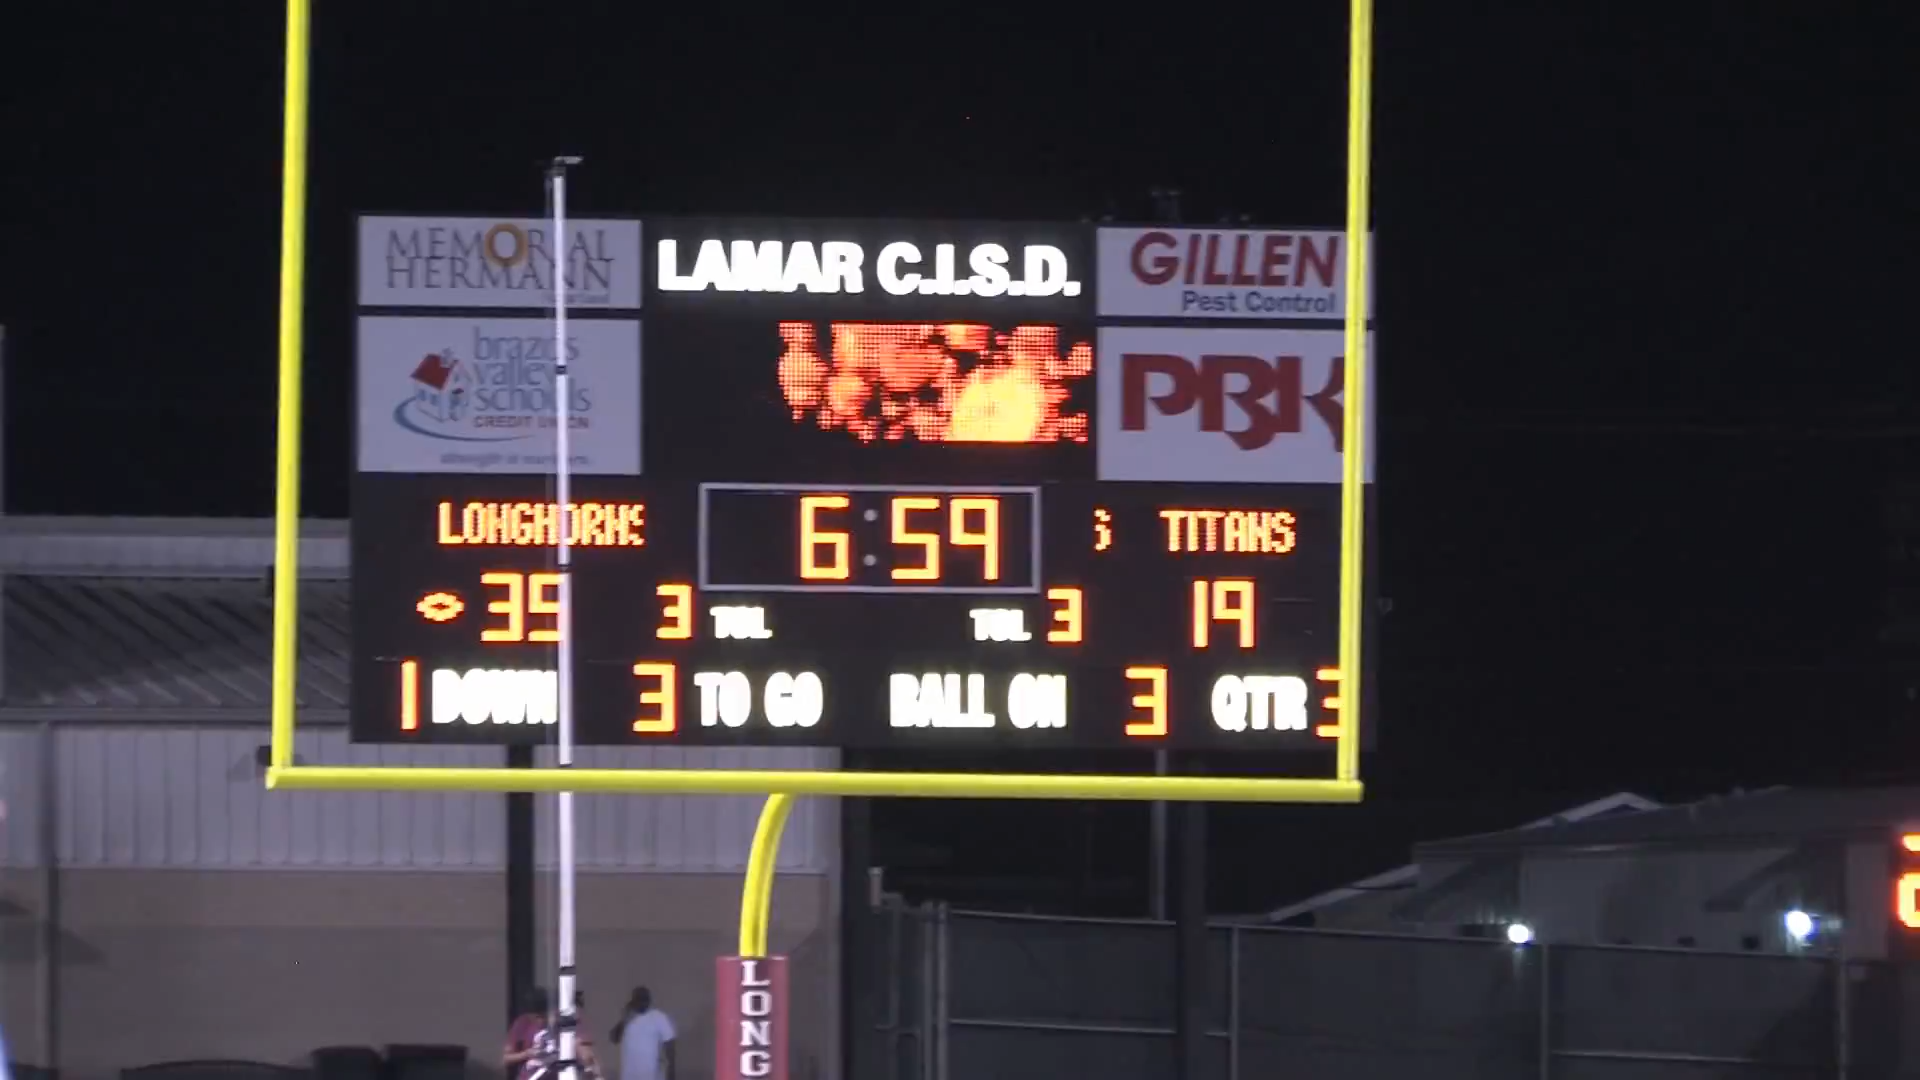 MEMORIAL
HERMANN
LAMAR C.I.S.D.
GILLEN
Pest Control
brazos
valley
schools
CREDIT UNION
PBK
LONGHORNS
6:59
TITANS
3 TOL
TOL 3
19
1 DOWN
3 TO GO
BALL ON 3
QTR 3
LONG